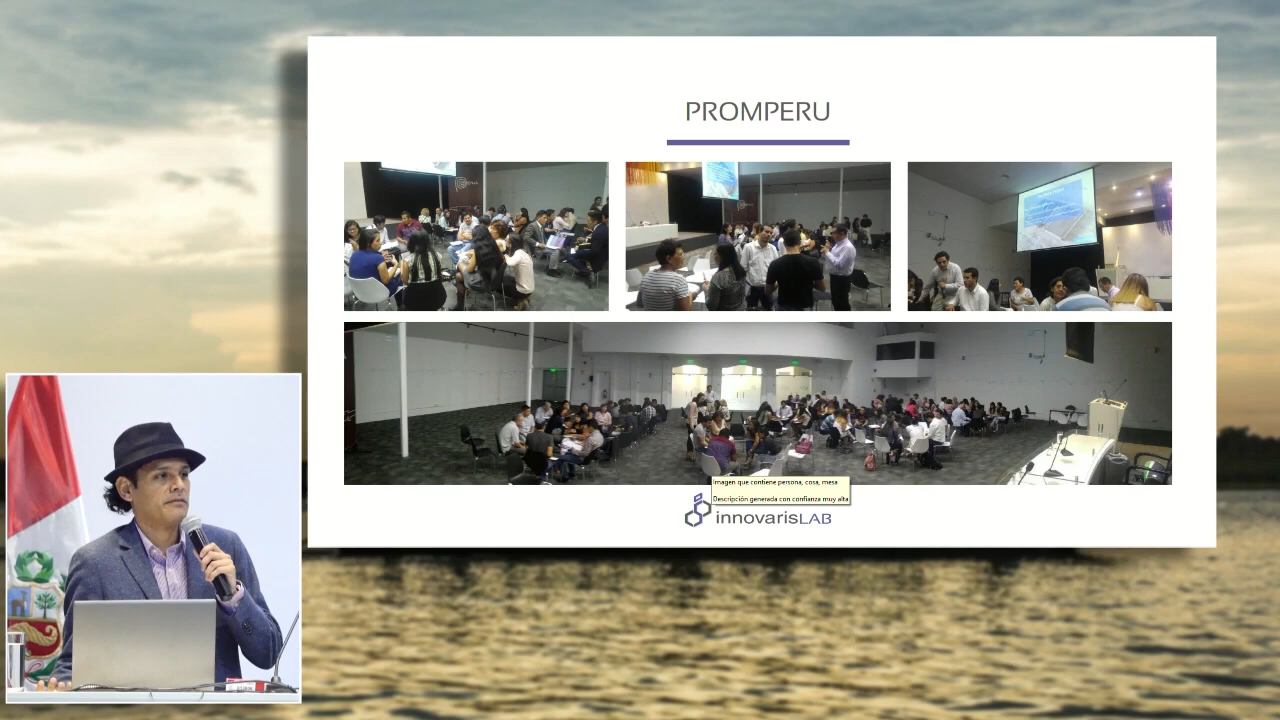 PROMPERU
Imagen que contiene persona, cosa, mesa
Descripción generada con confianza muy alta
innovarisLAB